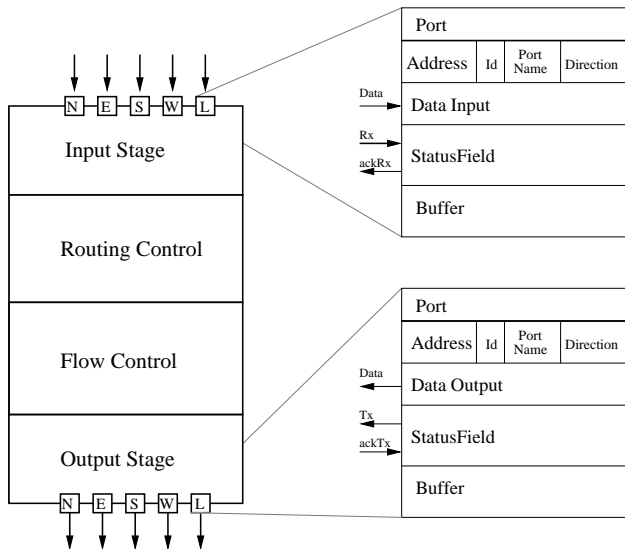 N E S W L
Input Stage
Routing Control
Flow Control
Output Stage
N E S W L
Port
Address Id Port Name Direction
Data
Data Input
Rx
ackRx
StatusField
Buffer
Port
Address Id Port Name Direction
Data
Data Output
Tx
ackTx
StatusField
Buffer